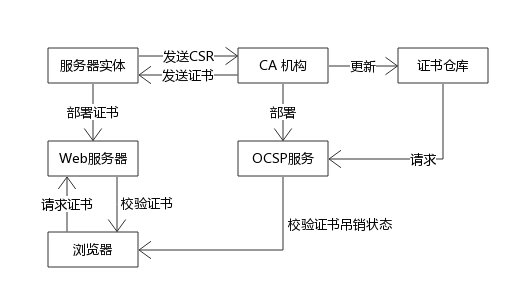 服务器实体
发送CSR
发送证书
CA 机构
更新
证书仓库
部署证书
部署
Web服务器
OCSP服务
请求
请求证书
校验证书
校验证书吊销状态
浏览器